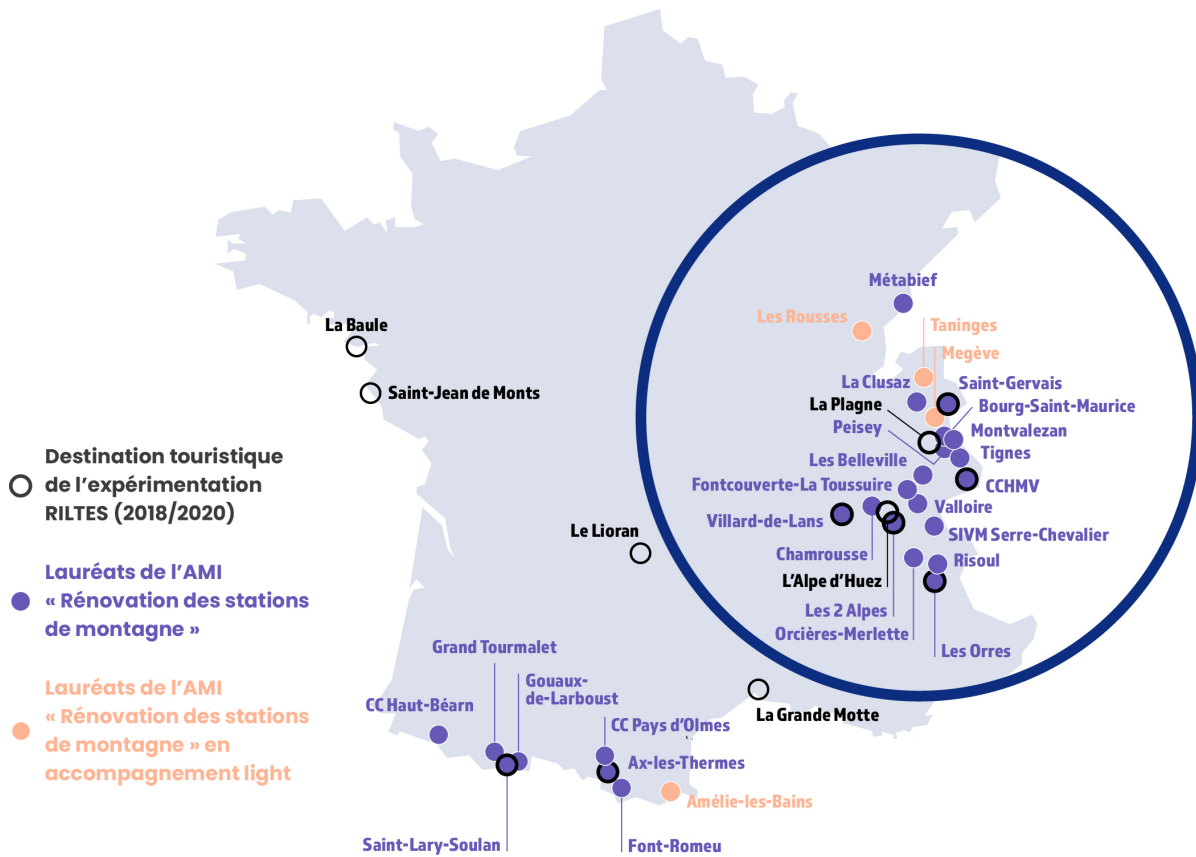 La Baule
Saint-Jean de Monts
Destination touristique
de l'expérimentation
RILTES (2018/2020)
Lauréats de l'AMI
« Rénovation des stations
de montagne »
Lauréats de l'AMI
« Rénovation des stations
de montagne » en
accompagnement light
Métabief
Les Rousses
Taninges
Megève
La Clusaz
Saint-Gervais
La Plagne
Bourg-Saint-Maurice
Peisey
Montvalezan
Tignes
Les Belleville
CCHMV
Fontcouverte-La Toussuire
Valloire
Villard-de-Lans
SIVM Serre-Chevalier
Chamrousse
Risoul
L'Alpe d'Huez
Les 2 Alpes
Orcières-Merlette
Les Orres
Le Lioran
Grand Tourmalet
Gouaux-
de-Larboust
CC Haut-Béarn
CC Pays d'Olmes
La Grande Motte
Ax-les-Thermes
Amélie-les-Bains
Saint-Lary-Soulan
Font-Romeu